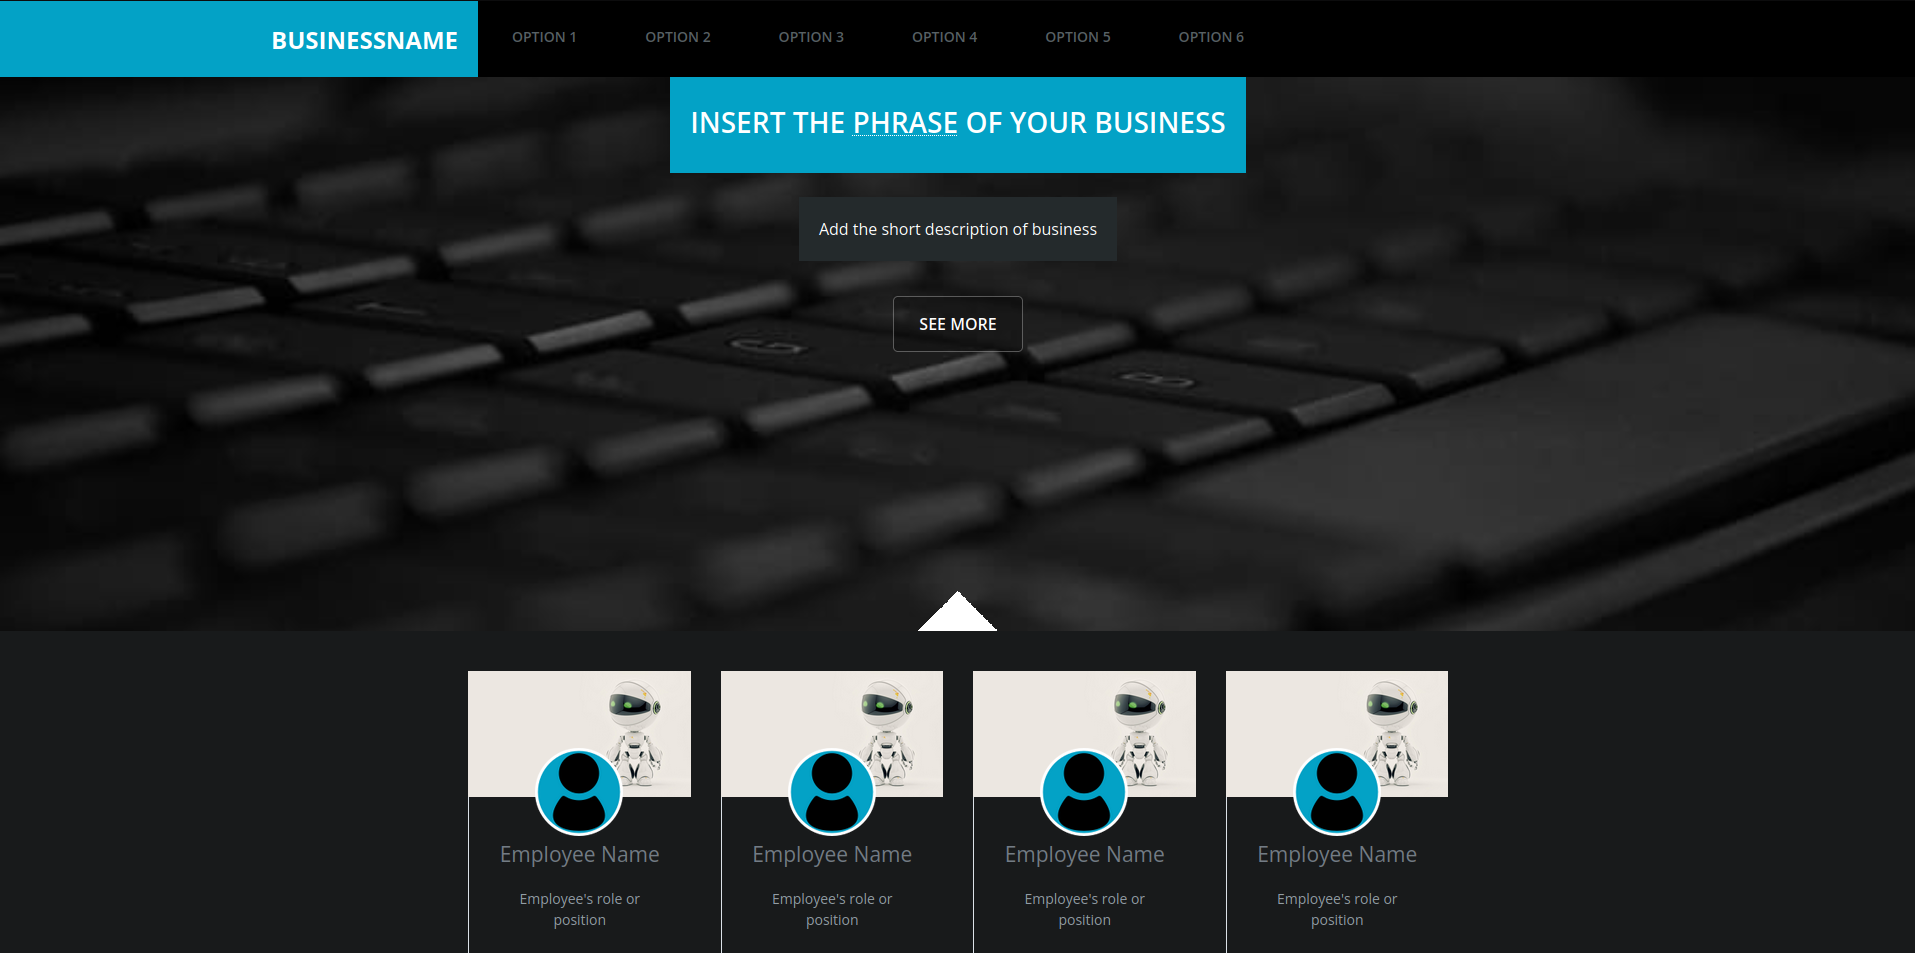 BUSINESSNAME
OPTION 1
OPTION 2
OPTION 3
OPTION 4
OPTION 5
OPTION 6
INSERT THE PHRASE OF YOUR BUSINESS
Add the short description of business
SEE MORE
Employee Name
Employee's role or
position
Employee Name
Employee's role or
position
Employee Name
Employee's role or
position
Employee Name
Employee's role or
position